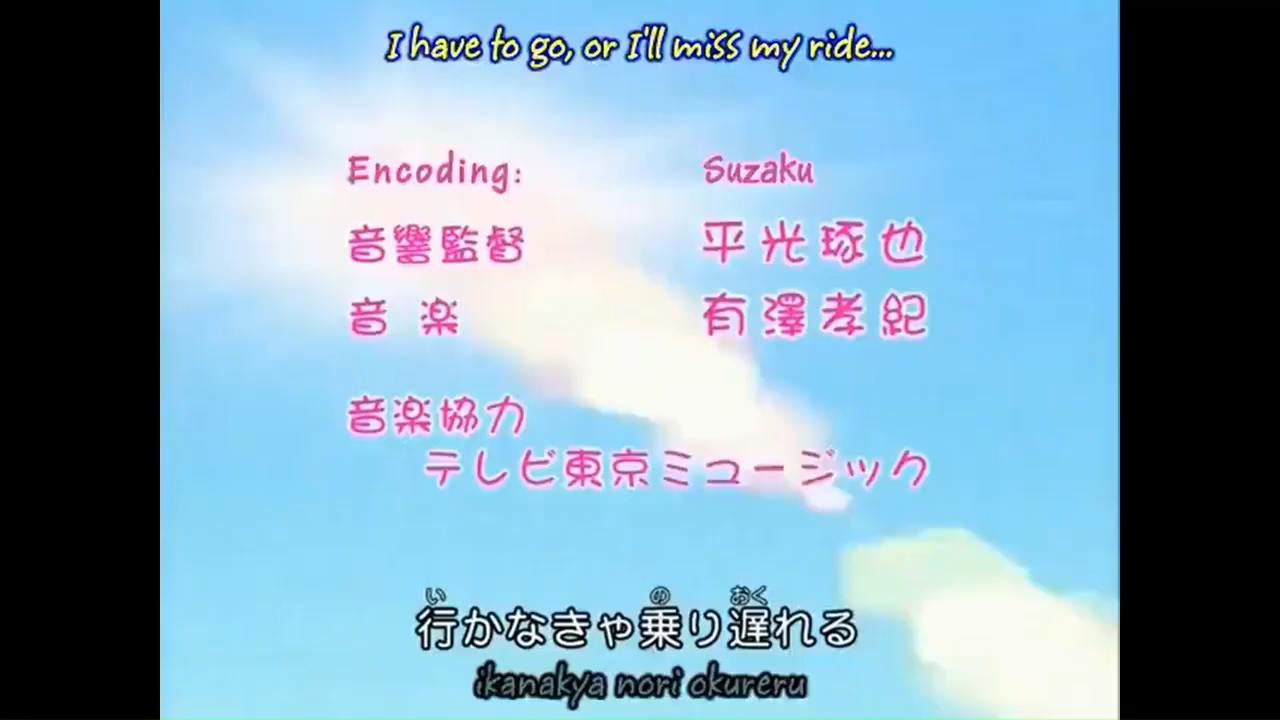 I have to go, or I'll miss my ride...
Encoding: Suzaku
音響監督 平光琢也
音楽 有澤孝紀
音楽協力
テレビ東京ミュージック
い の おく
行かなきゃ乗り遅れる
ikanakya nori okureru